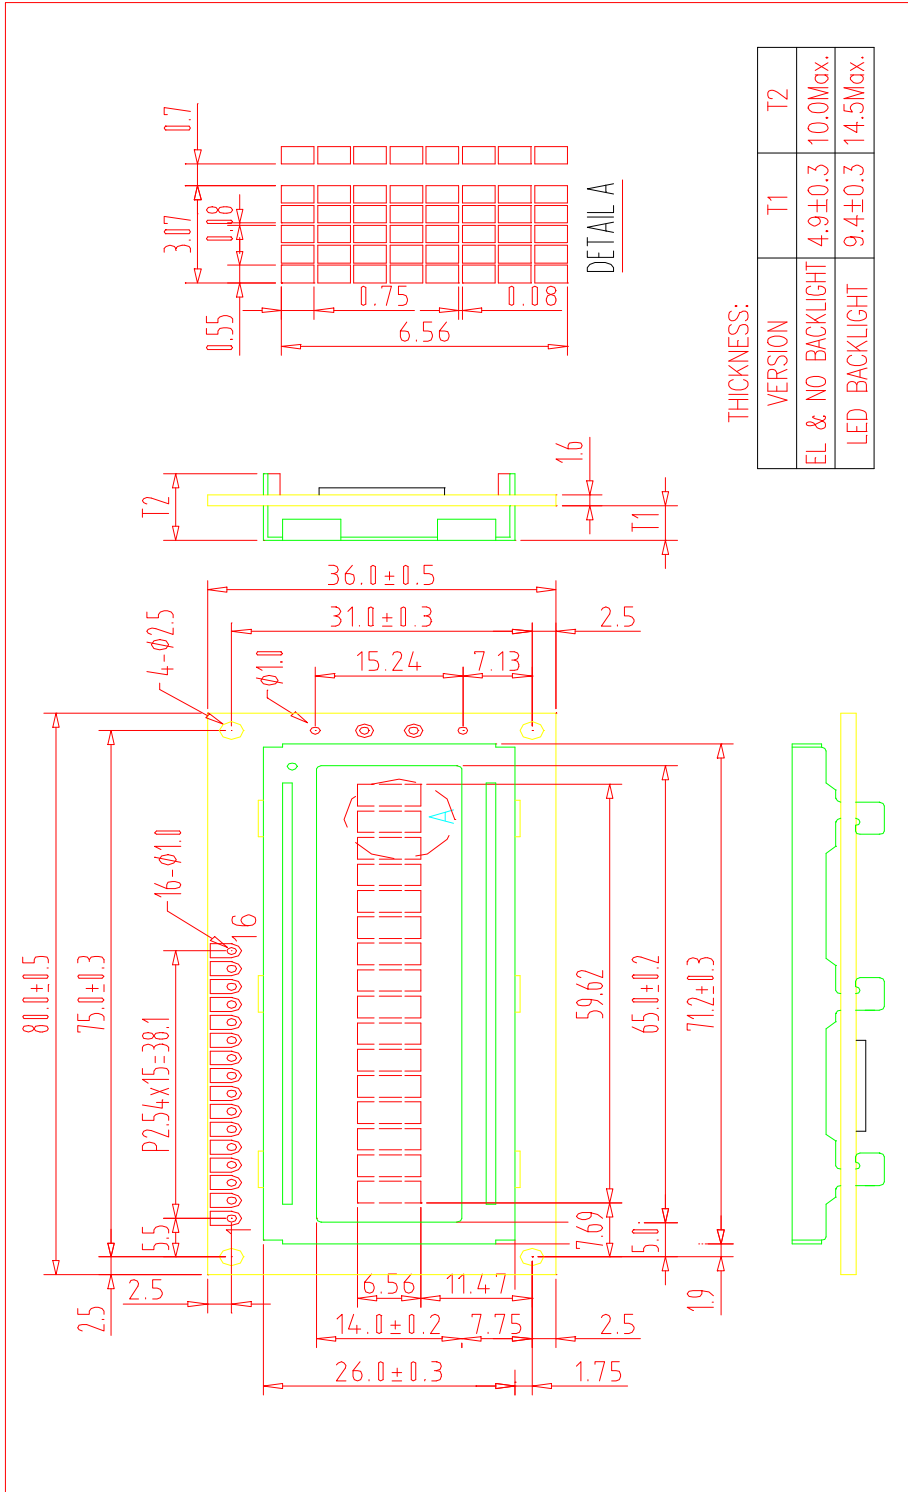 0.7
3.07
0.08
0.55
0.75
0.08
6.56
DETAIL A
THICKNESS:
VERSION T1 T2
EL & NO BACKLIGHT 4.9±0.3 10.0Max.
LED BACKLIGHT 9.4±0.3 14.5Max.
T2
1.6
T1
36.0±0.5
31.0±0.3
2.5
15.24
7.13
4-ϕ2.5
ϕ1.0
16-ϕ1.0
16
A
80.0±0.5
75.0±0.3
P2.54x15=38.1
5.5
1
59.62
65.0±0.2
71.2±0.3
7.69
5.0
1.9
2.5
2.5
6.56
11.47
14.0±0.2
7.75
2.5
26.0±0.3
1.75